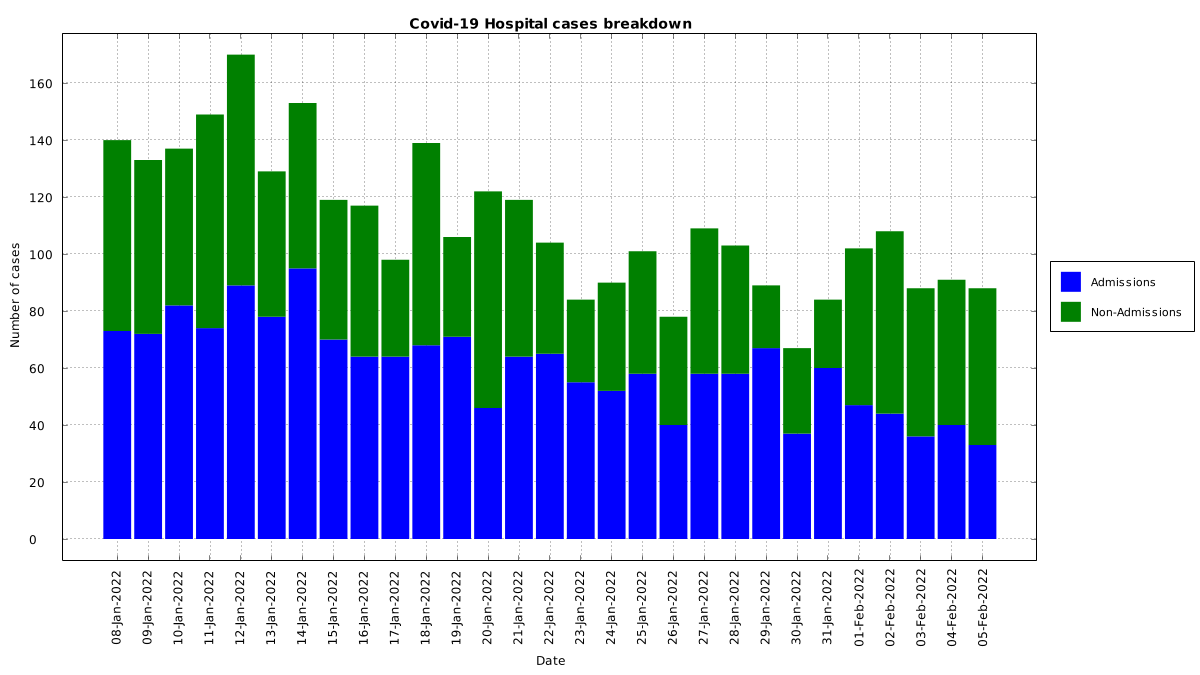 Covid-19 Hospital cases breakdown
Number of cases
160
140
120
100
80
60
40
20
0
08-Jan-2022
09-Jan-2022
10-Jan-2022
11-Jan-2022
12-Jan-2022
13-Jan-2022
14-Jan-2022
15-Jan-2022
16-Jan-2022
17-Jan-2022
18-Jan-2022
19-Jan-2022
20-Jan-2022
21-Jan-2022
22-Jan-2022
23-Jan-2022
24-Jan-2022
25-Jan-2022
26-Jan-2022
27-Jan-2022
28-Jan-2022
29-Jan-2022
30-Jan-2022
31-Jan-2022
01-Feb-2022
02-Feb-2022
03-Feb-2022
04-Feb-2022
05-Feb-2022
Date
Admissions
Non-Admissions